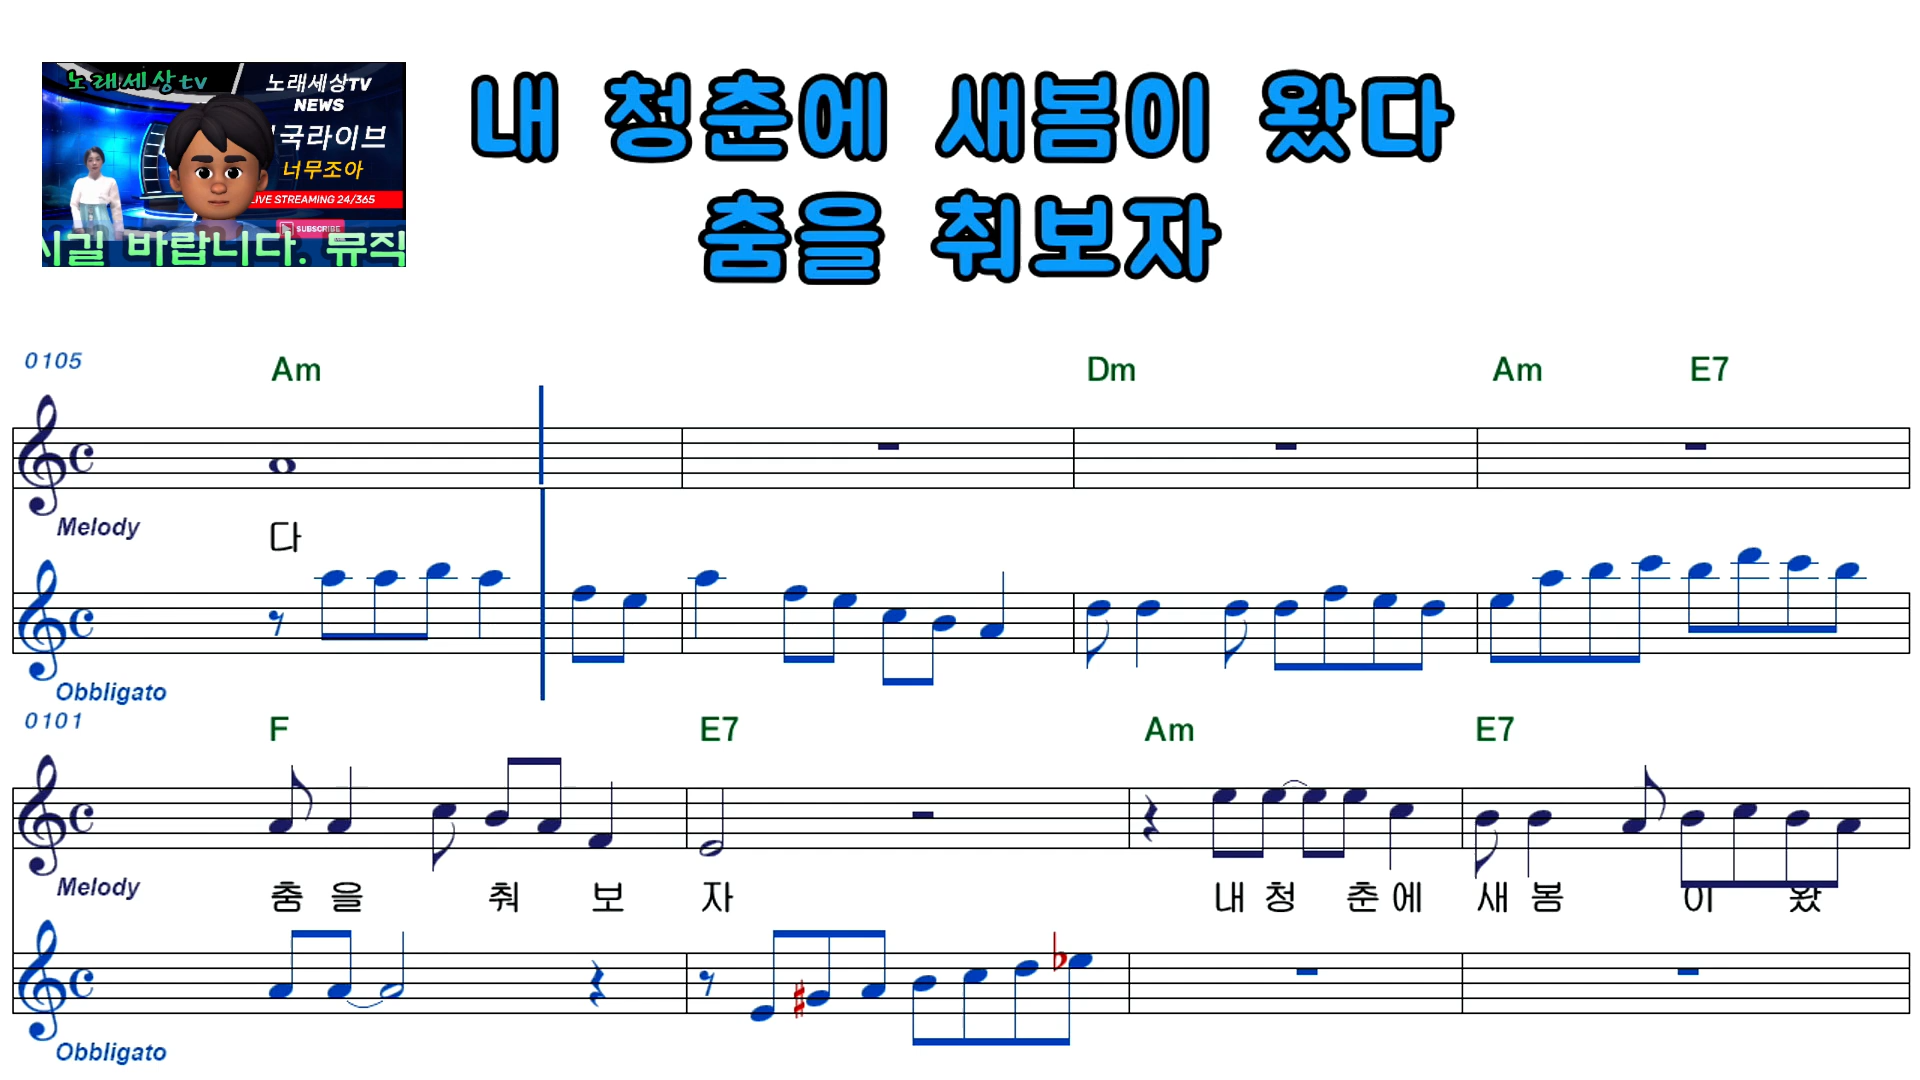 노래세상tv
노래세상TV
NEWS
국라이브
너무조아
LIVE STREAMING 24/365
SUBSCRIBE
시길 바랍니다. 뮤직
내 청춘에 새봄이 왔다
춤을 춰보자
0105
Am Dm Am E7
Melody
다
Obbligato
0101
F E7 Am E7
Melody
춤 을 춰 보 자 내 청 춘 에 새 봄 이 왔
Obbligato